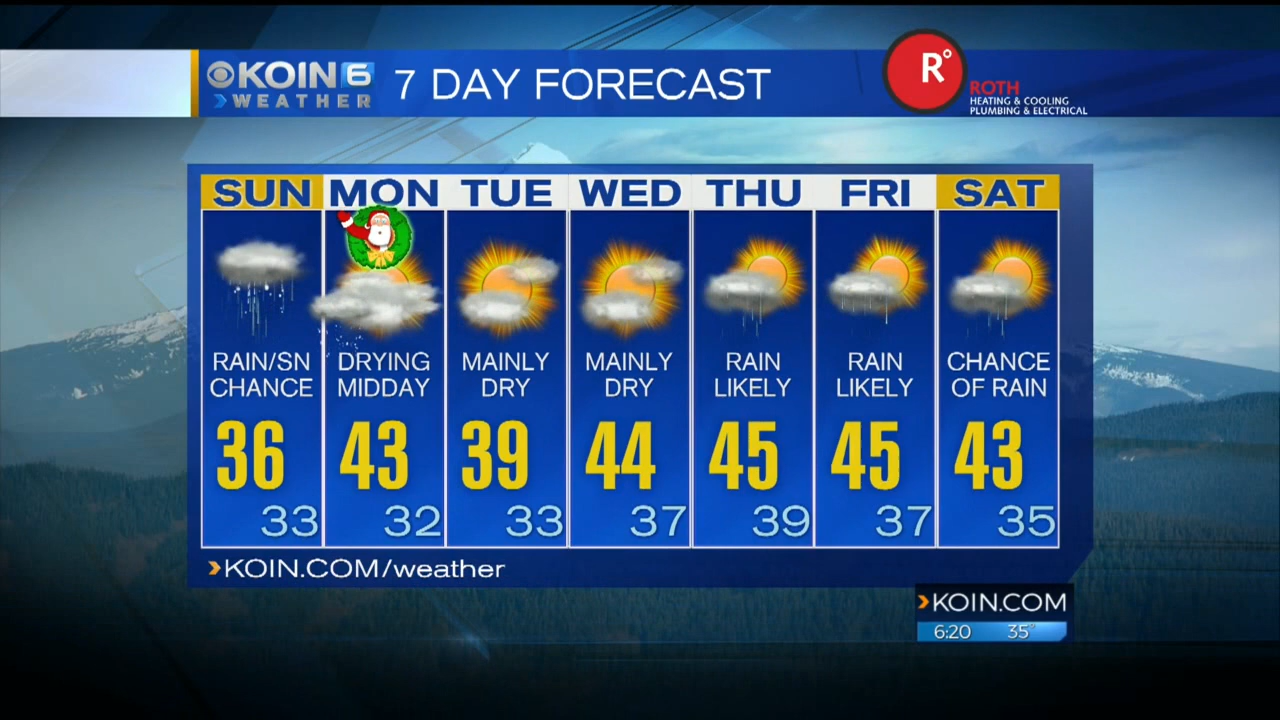 KOIN 6
WEATHER
7 DAY FORECAST
R°
ROTH
HEATING & COOLING
PLUMBING & ELECTRICAL
SUN MON TUE WED THU FRI SAT
RAIN/SN DRYING MAINLY MAINLY RAIN RAIN CHANCE
CHANCE MIDDAY DRY DRY LIKELY LIKELY OF RAIN
36 43 39 44 45 45 43
33 32 33 37 39 37 35
KOIN.COM/weather
KOIN.COM
6:20 35°